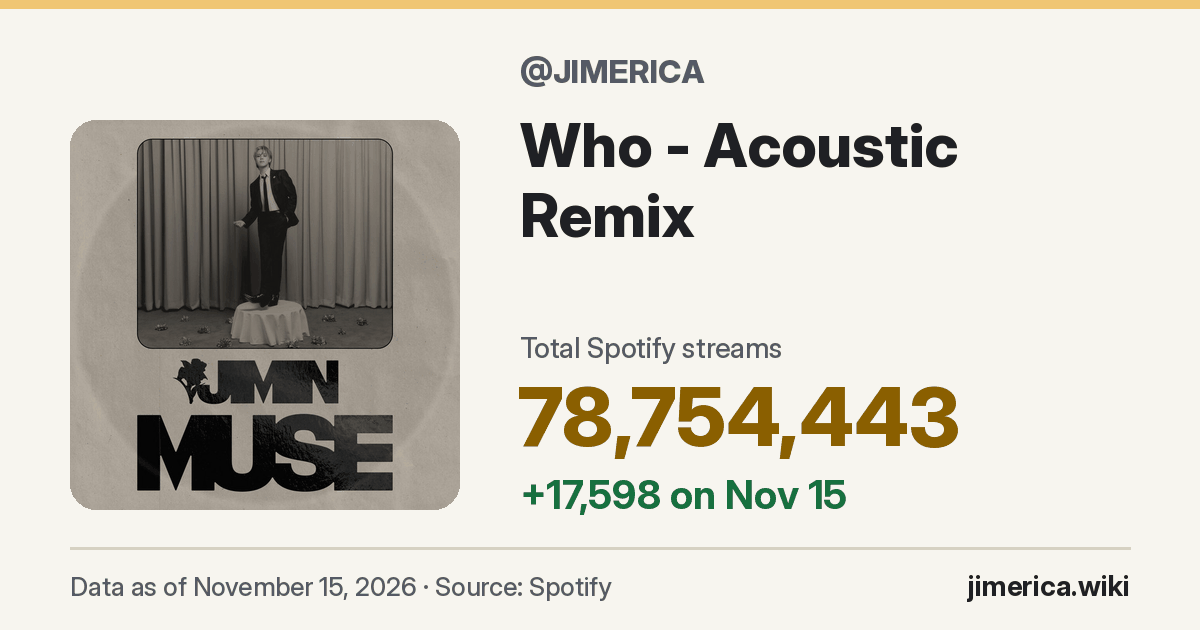 @JIMERICA
Who - Acoustic
Remix
JIMIN
MUSE
Total Spotify streams
78,754,443
+17,598 on Nov 15
Data as of November 15, 2026 · Source: Spotify
jimerica.wiki